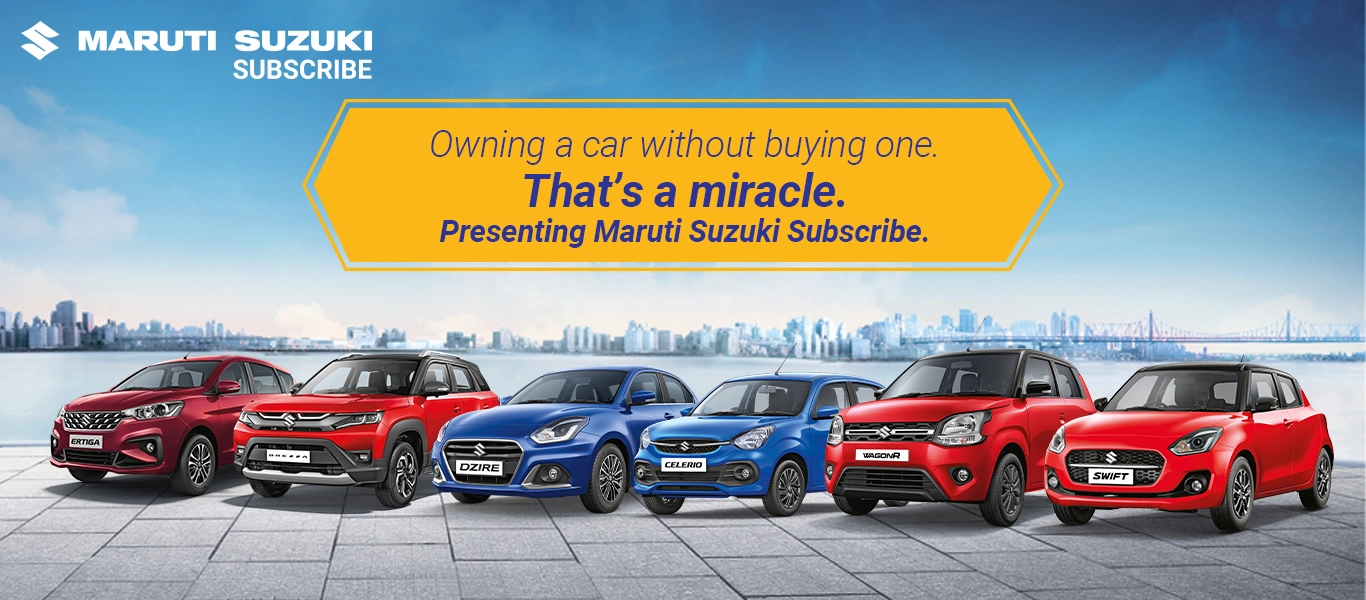 MARUTI SUZUKI
SUBSCRIBE
Owning a car without buying one.
That's a miracle.
Presenting Maruti Suzuki Subscribe.
ERTIGA
BREZZA
DZIRE
CELERIO
WAGONR
SWIFT